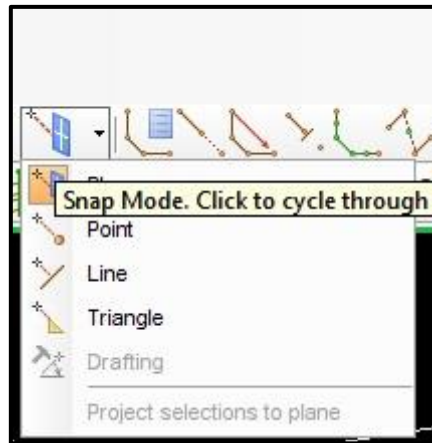 Snap Mode. Click to cycle through
Point
Line
Triangle
Drafting
Project selections to plane